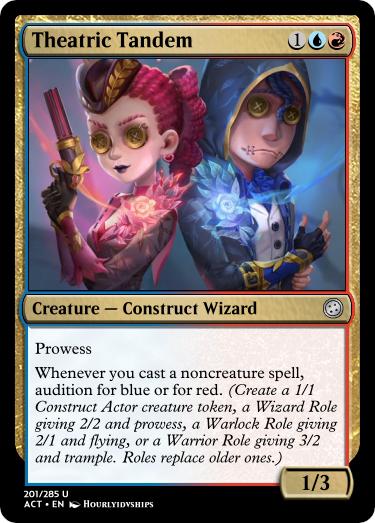 Theatric Tandem 1
Creature — Construct Wizard
Prowess
Whenever you cast a noncreature spell,
audition for blue or for red. (Create a 1/1
Construct Actor creature token, a Wizard Role
giving 2/2 and prowess, a Warlock Role giving
2/1 and flying, or a Warrior Role giving 3/2
and trample. Roles replace older ones.)
1/3
201/285 U
ACT • EN HOURLYIDVSHIPS